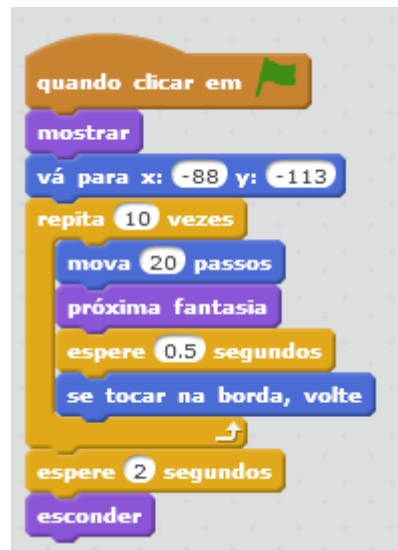 quando clicar em
mostrar
vá para x: -88 y: -113
repita 10 vezes
mova 20 passos
próxima fantasia
espere 0.5 segundos
se tocar na borda, volte
espere 2 segundos
esconder